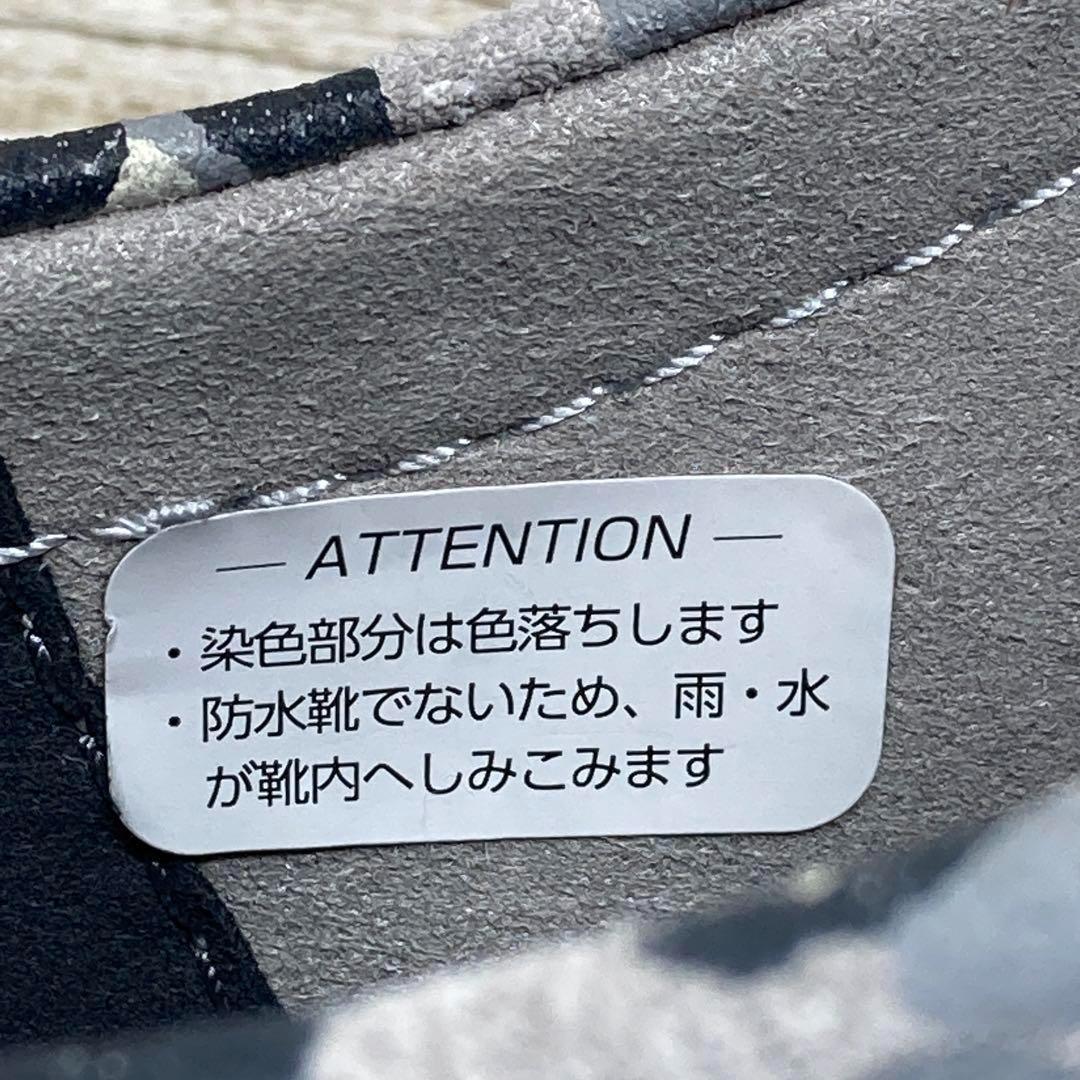 — ATTENTION —
・染色部分は色落ちします
・防水靴でないため、雨・水
が靴内へしみこみます